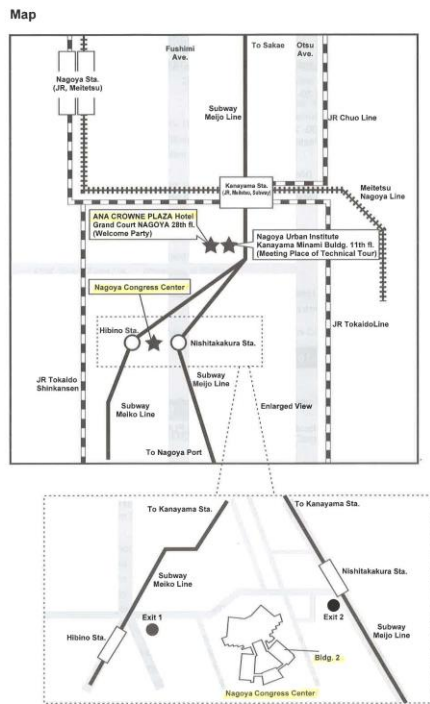 Map
Fushimi
Ave.
To Sakae
Otsu
Ave.
Nagoya Sta.
(JR, Meitetsu)
Subway
Meijo Line
JR Chuo Line
Kanayama Sta.
(JR, Meitetsu, Subway)
Meitetsu
Nagoya Line
ANA CROWNE PLAZA Hotel
Grand Court NAGOYA 28th fl.
(Welcome Party)
Nagoya Urban Institute
Kanayama Minami Buldg. 11th fl.
(Meeting Place of Technical Tour)
Nagoya Congress Center
Hibino Sta.
Nishitakakura Sta.
JR TokaidoLine
JR Tokaido
Shinkansen
Subway
Meijo Line
Subway
Meiko Line
Enlarged View
To Nagoya Port
To Kanayama Sta.
To Kanayama Sta.
Subway
Meiko Line
Nishitakakura Sta.
Exit 1
Exit 2
Hibino Sta.
Subway
Meijo Line
Bldg. 2
Nagoya Congress Center